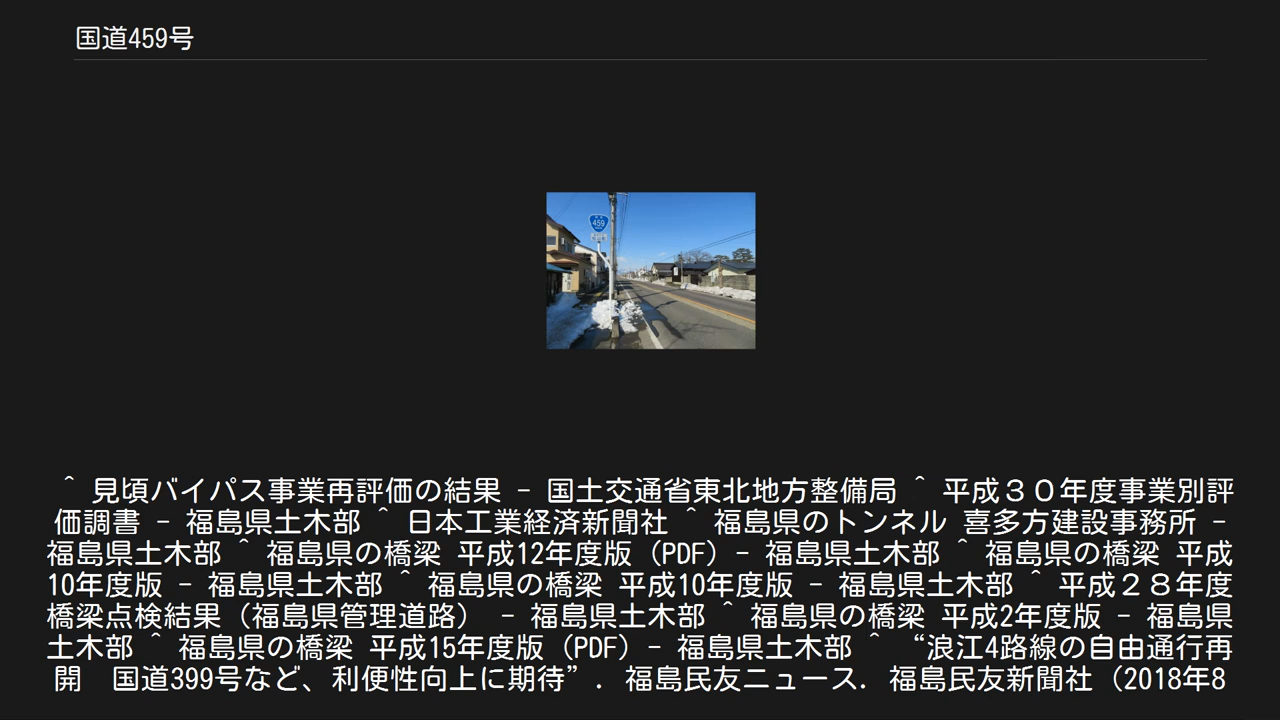 国道459号
459
^ 見頃バイパス事業再評価の結果 - 国土交通省東北地方整備局 ^ 平成３０年度事業別評
価調書 - 福島県土木部 ^ 日本工業経済新聞社 ^ 福島県のトンネル 喜多方建設事務所 -
福島県土木部 ^ 福島県の橋梁 平成12年度版（PDF）- 福島県土木部 ^ 福島県の橋梁 平成
10年度版 - 福島県土木部 ^ 福島県の橋梁 平成10年度版 - 福島県土木部 ^ 平成２８年度
橋梁点検結果（福島県管理道路） - 福島県土木部 ^ 福島県の橋梁 平成2年度版 - 福島県
土木部 ^ 福島県の橋梁 平成15年度版（PDF）- 福島県土木部 ^ “浪江4路線の自由通行再
開　国道399号など、利便性向上に期待”. 福島民友ニュース. 福島民友新聞社（2018年8